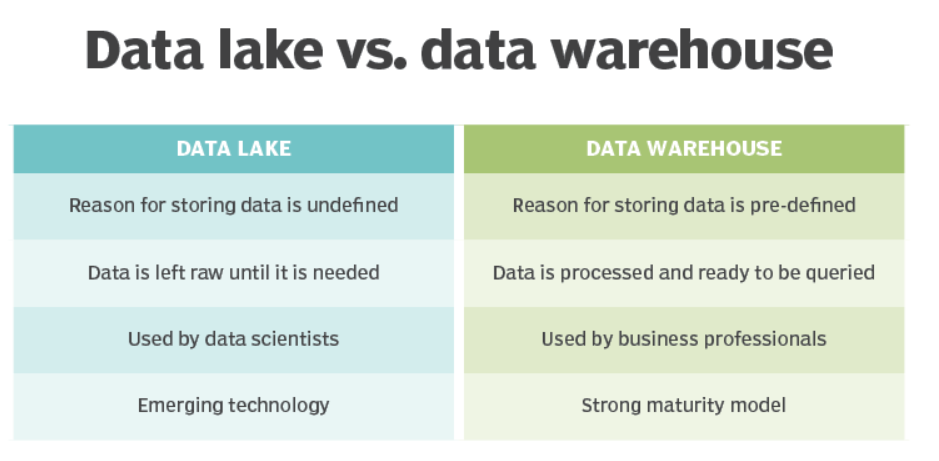 Data lake vs. data warehouse
DATA LAKE
DATA WAREHOUSE
Reason for storing data is undefined
Reason for storing data is pre-defined
Data is left raw until it is needed
Data is processed and ready to be queried
Used by data scientists
Used by business professionals
Emerging technology
Strong maturity model